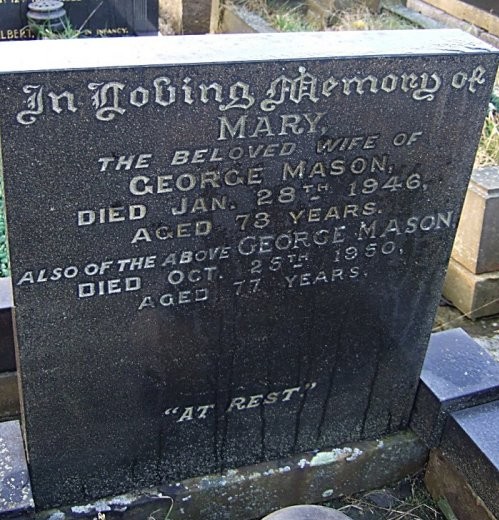 In Loving Memory of
MARY,
THE BELOVED WIFE OF
GEORGE MASON,
DIED JAN. 28TH 1946,
AGED 73 YEARS.
ALSO OF THE ABOVE GEORGE MASON
DIED OCT. 25TH 1950,
AGED 77 YEARS.
"AT REST."